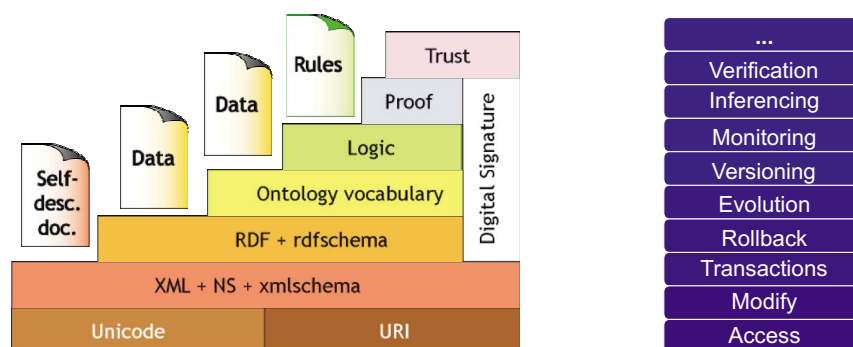 Rules
Trust
Data
Proof
Data
Logic
Self-
desc.
doc.
Ontology vocabulary
Digital Signature
RDF + rdfschema
XML + NS + xmlschema
Unicode
URI
...
Verification
Inferencing
Monitoring
Versioning
Evolution
Rollback
Transactions
Modify
Access